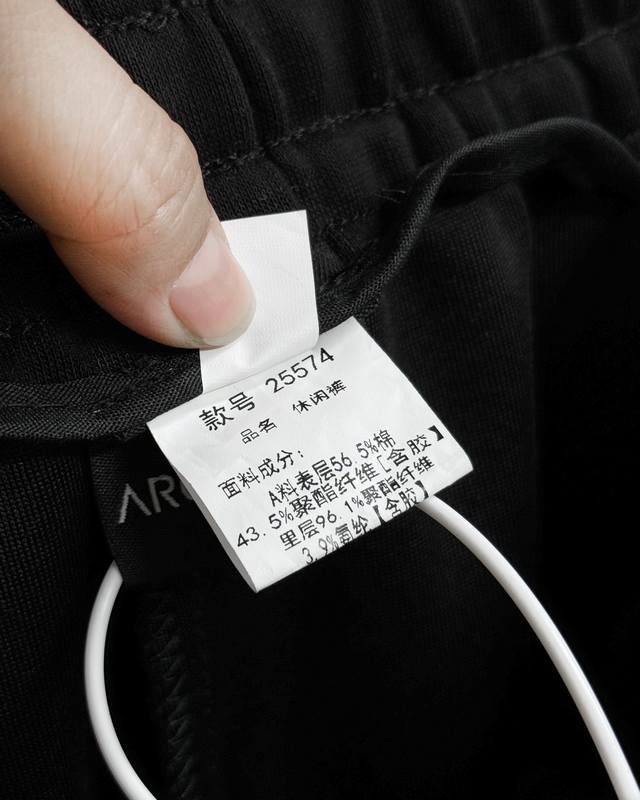 款号 25574
品名 休闲裤
面料成分:
A料表层56.5%棉
43.5%聚酯纤维【含胶】
里层96.1%聚酯纤维
3.9%氨纶【含胶】